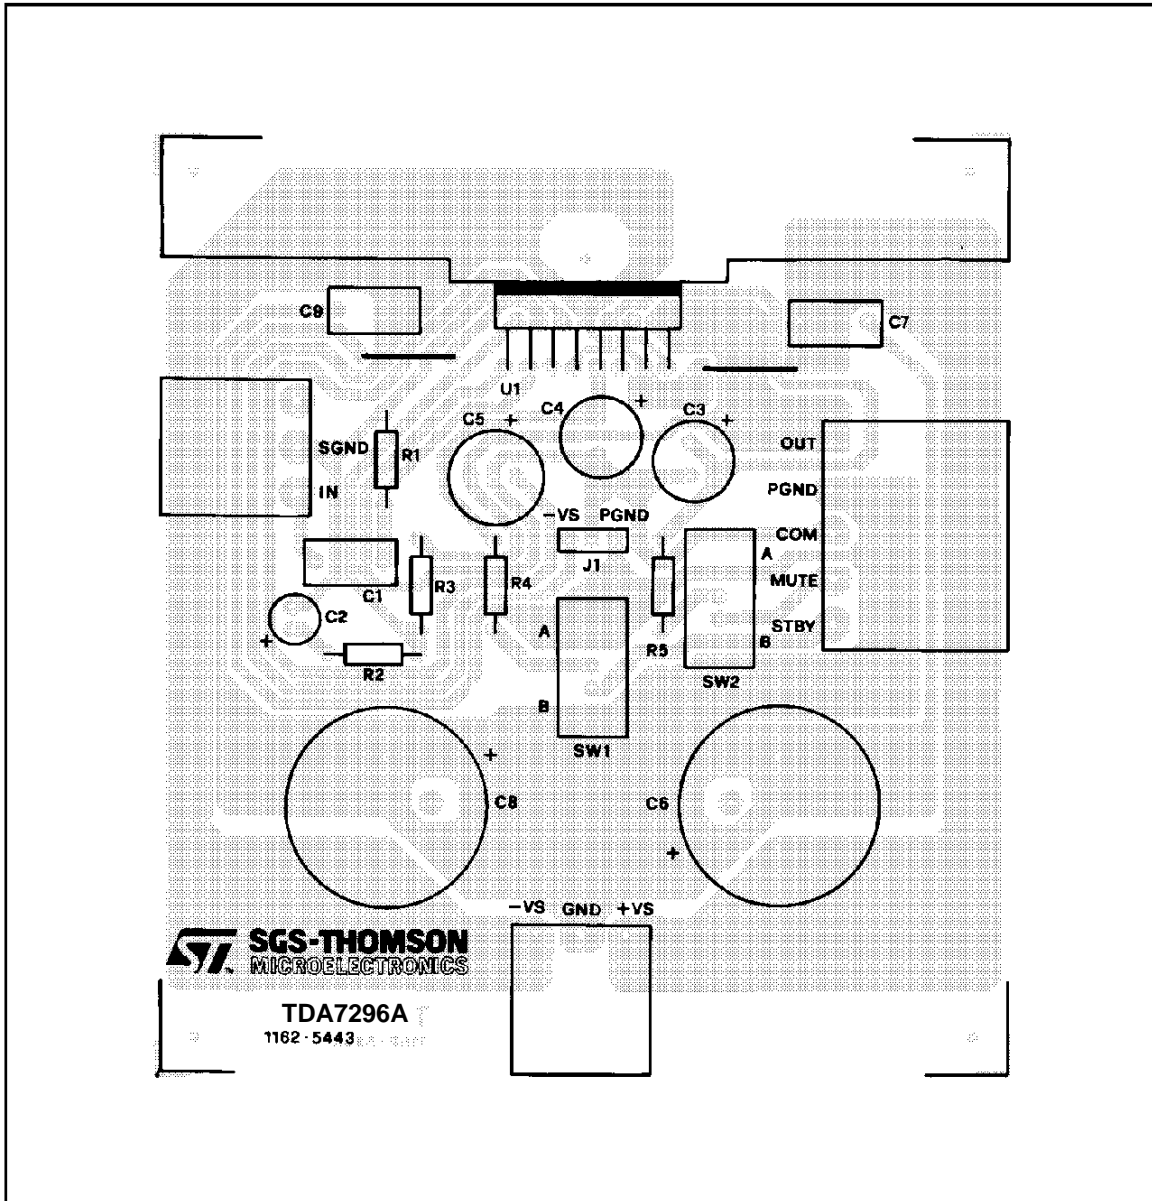 C9
C7
U1
C5
+
C4
+
C3
+
OUT
SGND
R1
PGND
IN
-VS PGND
COM
A
J1
MUTE
C1
R3
R4
C2
+
STBY
A
R5
B
R2
SW2
B
SW1
+
C8
C6
+
-VS GND +VS
ST
SGS-THOMSON
MICROELECTRONICS
TDA7296A
1162·5443